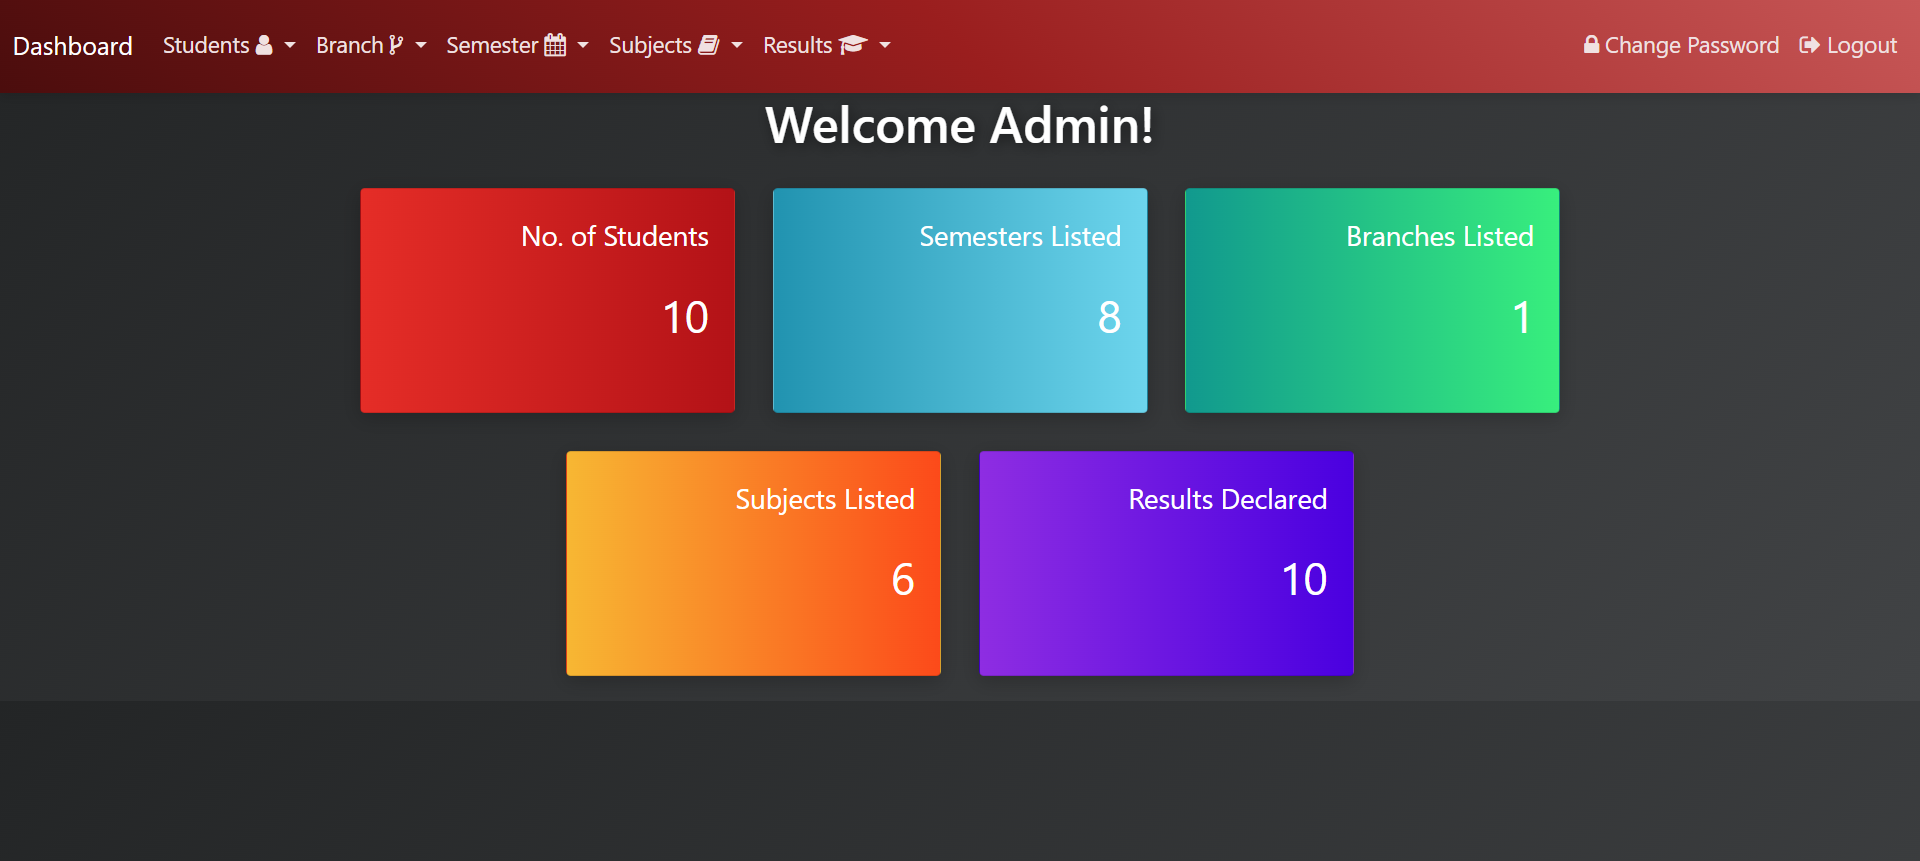 Dashboard Students Branch Semester Subjects Results Change Password Logout
Welcome Admin!
No. of Students
10
Semesters Listed
8
Branches Listed
1
Subjects Listed
6
Results Declared
10